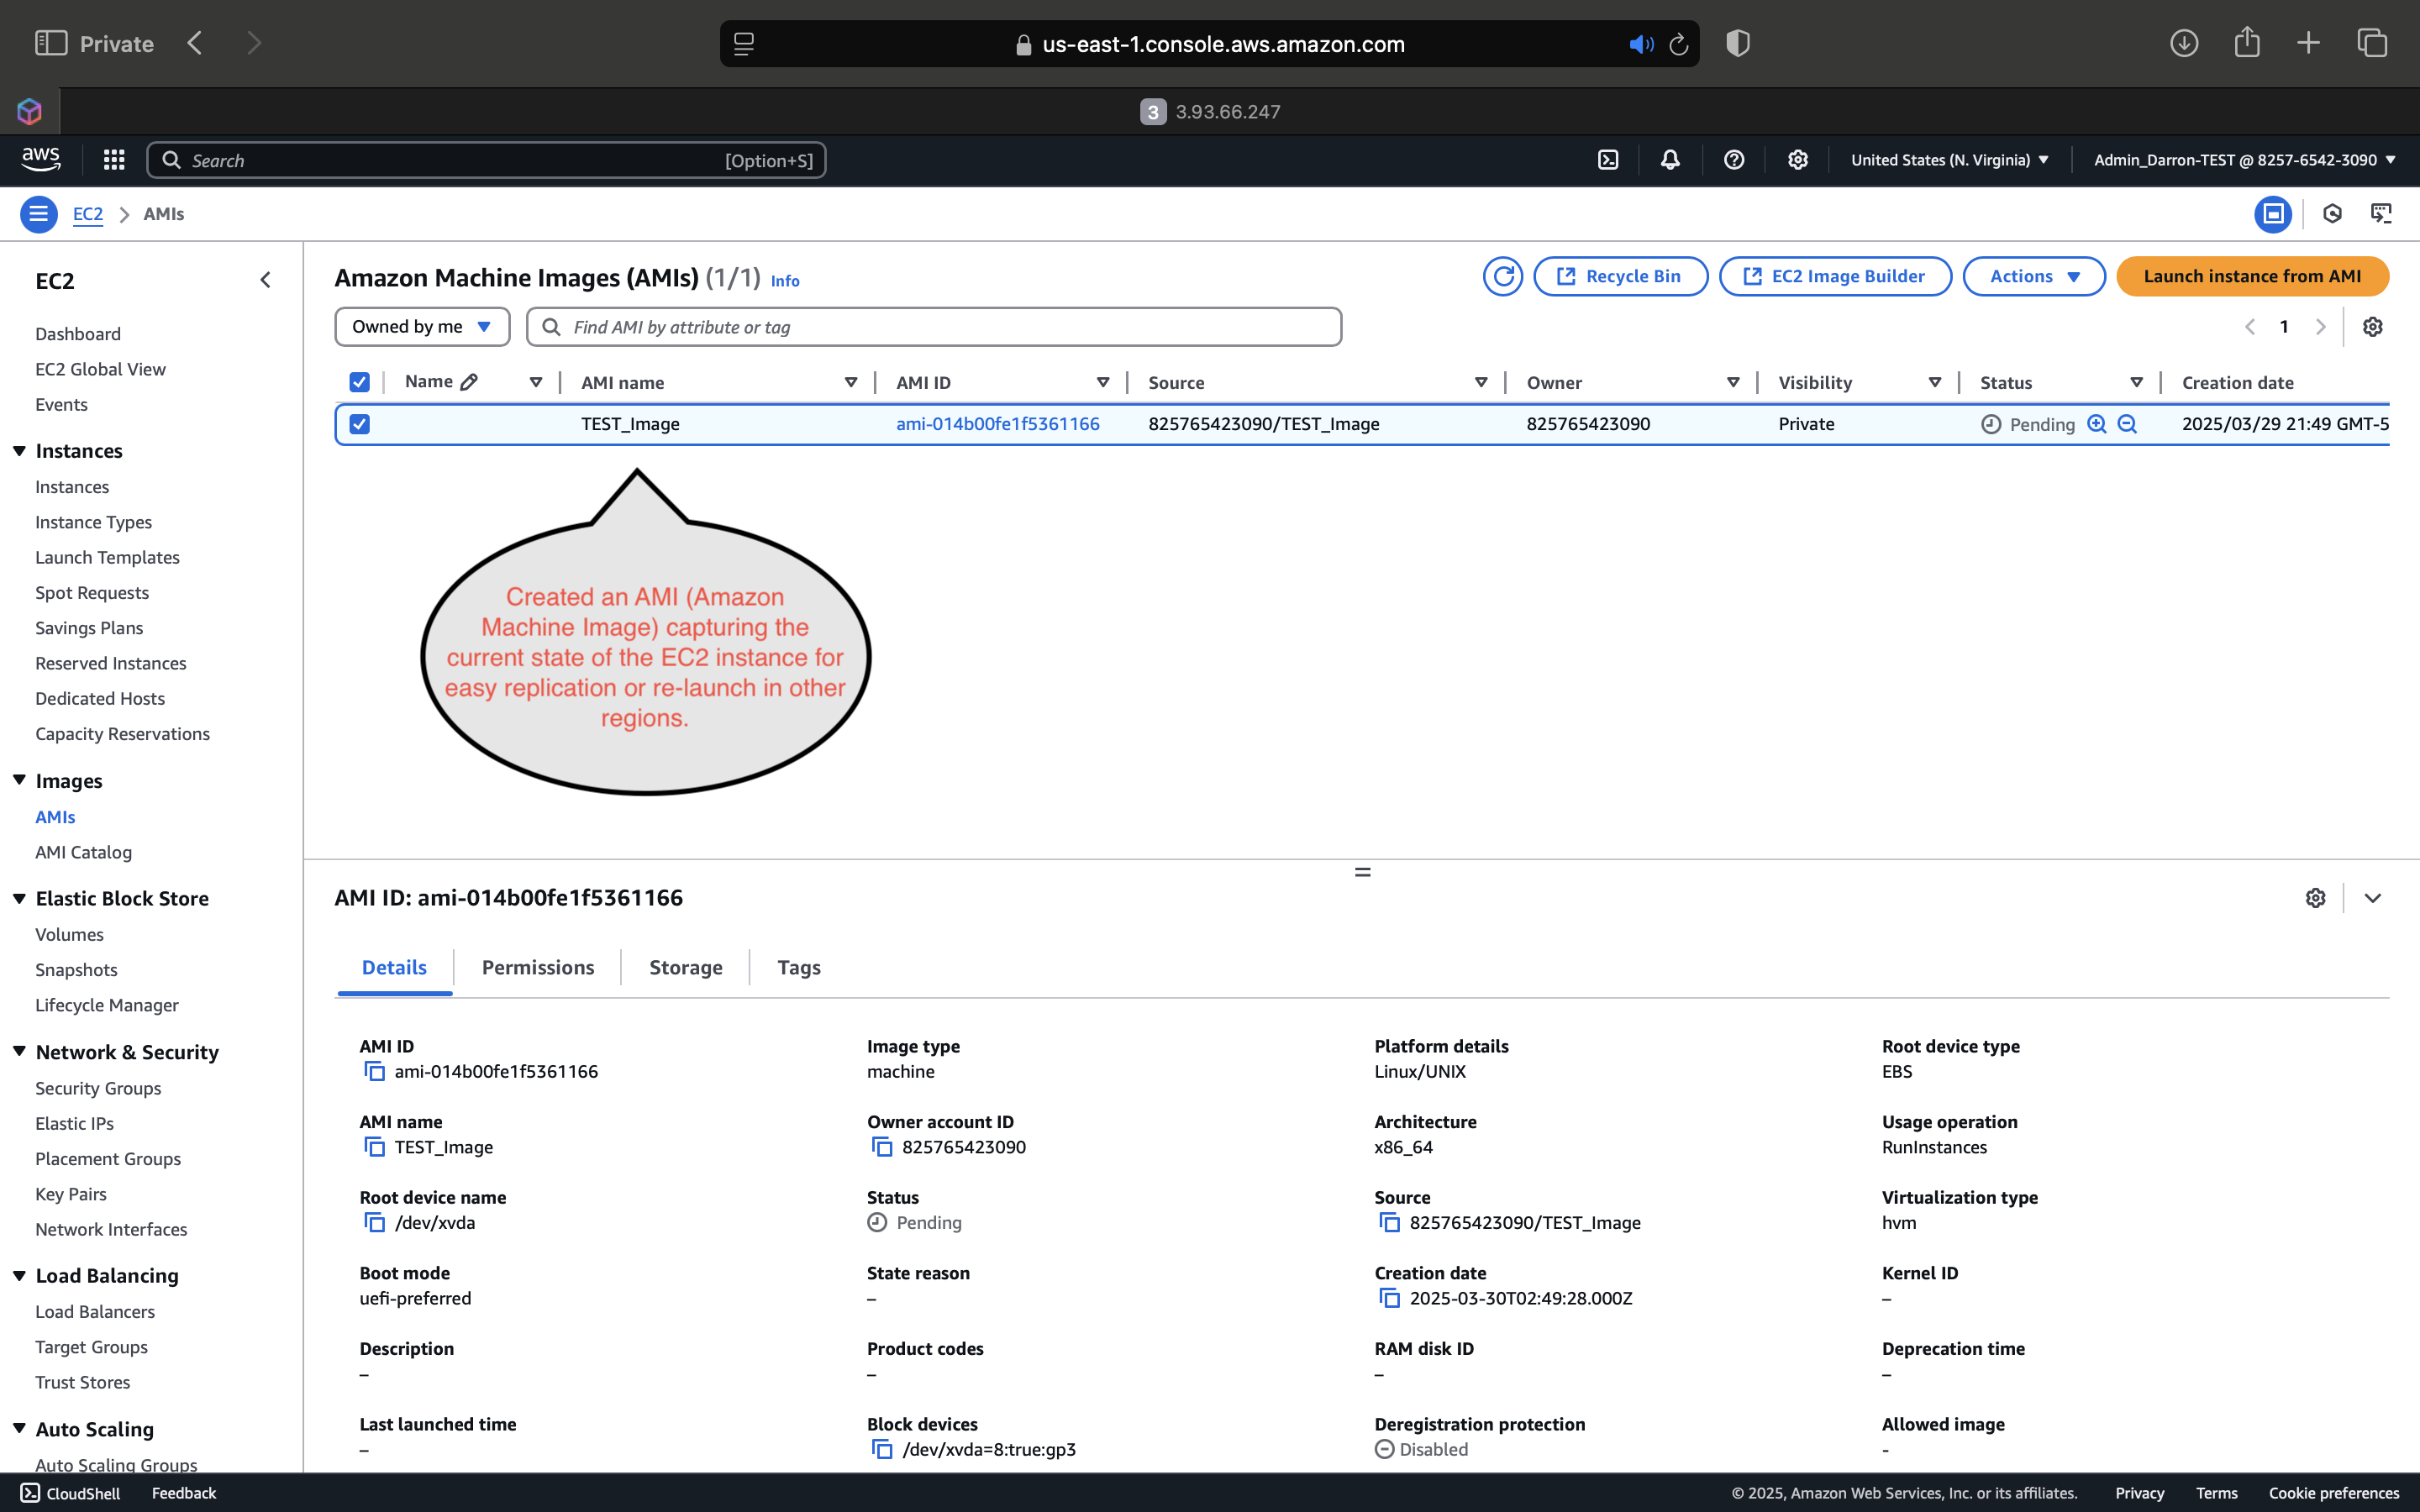 Private
us-east-1.console.aws.amazon.com
3 3.93.66.247
aws
Search [Option+S]
United States (N. Virginia)
Admin_Darron-TEST @ 8257-6542-3090
EC2 > AMIs
EC2
Dashboard
EC2 Global View
Events
Instances
Instances
Instance Types
Launch Templates
Spot Requests
Savings Plans
Reserved Instances
Dedicated Hosts
Capacity Reservations
Images
AMIs
AMI Catalog
Elastic Block Store
Volumes
Snapshots
Lifecycle Manager
Network & Security
Security Groups
Elastic IPs
Placement Groups
Key Pairs
Network Interfaces
Load Balancing
Load Balancers
Target Groups
Trust Stores
Auto Scaling
Auto Scaling Groups
Amazon Machine Images (AMIs) (1/1) Info
Recycle Bin
EC2 Image Builder
Actions
Launch instance from AMI
Owned by me
Find AMI by attribute or tag
1
Name AMI name AMI ID Source Owner Visibility Status Creation date
TEST_Image ami-014b00fe1f5361166 825765423090/TEST_Image 825765423090 Private Pending 2025/03/29 21:49 GMT-5
Created an AMI (Amazon
Machine Image) capturing the
current state of the EC2 instance for
easy replication or re-launch in other
regions.
AMI ID: ami-014b00fe1f5361166
Details Permissions Storage Tags
AMI ID Image type Platform details Root device type
ami-014b00fe1f5361166 machine Linux/UNIX EBS
AMI name Owner account ID Architecture Usage operation
TEST_Image 825765423090 x86_64 RunInstances
Root device name Status Source Virtualization type
/dev/xvda Pending 825765423090/TEST_Image hvm
Boot mode State reason Creation date Kernel ID
uefi-preferred – 2025-03-30T02:49:28.000Z –
Description Product codes RAM disk ID Deprecation time
– – – –
Last launched time Block devices Deregistration protection Allowed image
– /dev/xvda=8:true:gp3 Disabled -
CloudShell Feedback
© 2025, Amazon Web Services, Inc. or its affiliates. Privacy Terms Cookie preferences